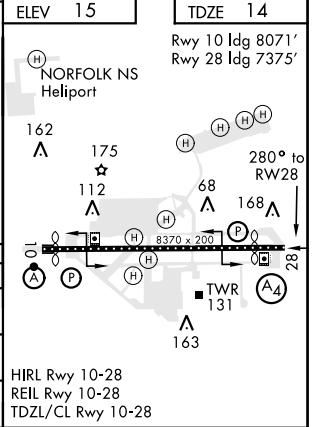 ELEV 15
TDZE 14
Rwy 10 ldg 8071'
Rwy 28 ldg 7375'
H
NORFOLK NS
Heliport
H
H
H
H
162
175
280° to
RW28
112
68
168
H
P
10
8370 x 200
28
H
H
H
A
P
TWR
131
A4
163
HIRL Rwy 10-28
REIL Rwy 10-28
TDZL/CL Rwy 10-28